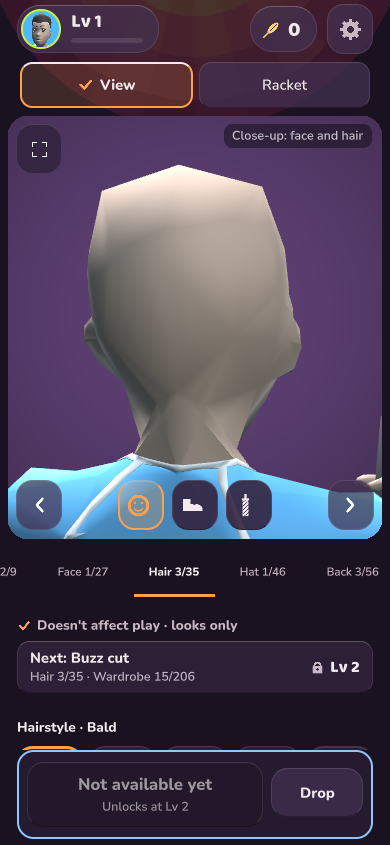 Lv 1
0
View
Racket
Close-up: face and hair
2/9
Face 1/27
Hair 3/35
Hat 1/46
Back 3/56
Doesn't affect play · looks only
Next: Buzz cut
Hair 3/35 · Wardrobe 15/206
Lv 2
Hairstyle · Bald
Not available yet
Unlocks at Lv 2
Drop